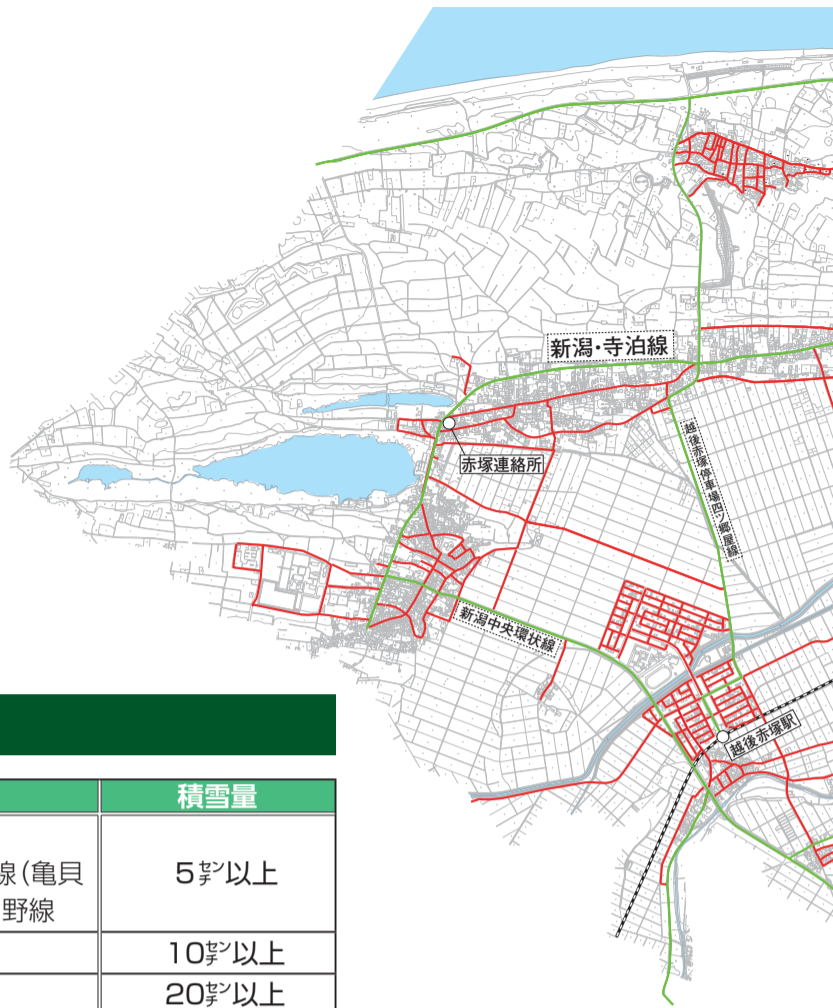 新潟・寺泊線
赤塚連絡所
越後赤塚停車場四ツ郷屋線
新潟中央環状線
越後赤塚駅
積雪量
線（亀貝
野線
5センチ以上
10センチ以上
20センチ以上